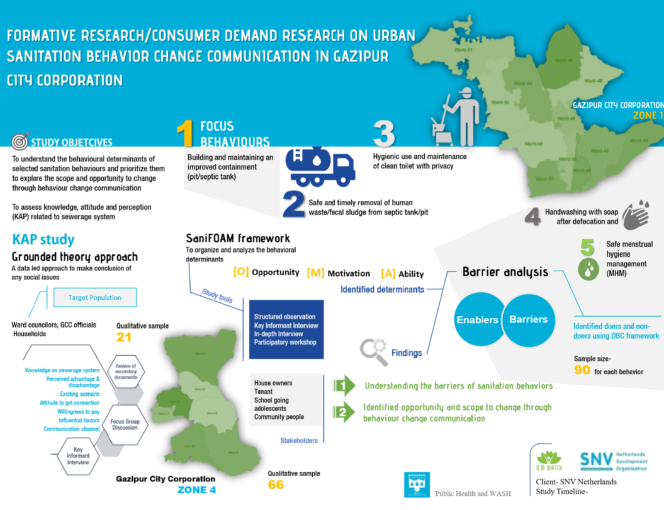 FORMATIVE RESEARCH/CONSUMER DEMAND RESEARCH ON URBAN
SANITATION BEHAVIOR CHANGE COMMUNICATION IN GAZIPUR
CITY CORPORATION
GAZIPUR CITY CORPORATION
ZONE 1
STUDY OBJETCIVES
To understand the behavioural determinants of
selected sanitation behaviours and prioritize them
to explore the scope and opportunity to change
through behaviour change communication
To assess knowledge, attitude and perception
(KAP) related to sewerage system
1 FOCUS
BEHAVIOURS
Building and maintaining an
improved containment
(pit/septic tank)
2
Safe and timely removal of human
waste/fecal sludge from septic tank/pit
3
Hygienic use and maintenance
of clean toilet with privacy
4
Handwashing with soap
after defecation and
5
Safe menstrual
hygiene
management
(MHM)
KAP study
Grounded theory approach
A data led approach to make conclusion of
any social issues
Target Population
Ward counselors, GCC officials
Households
Qualitative sample
21
Knowledge on sewerage system
Perceived advantage &
disadvantage
Existing scenario
Attitude to get connection
Willingness to pay
Influential factors
Communication channel
Review of
secondary
documents
Focus Group
Discussion
Key
Informant
Interview
Gazipur City Corporation
ZONE 4
SaniFOAM framework
To organize and analyze the behavioral
determinants
[O] Opportunity [M] Motivation [A] Ability
Identified determinants
Study tools
Structured observation
Key Informant Interview
In-depth Interview
Participatory workshop
House owners
Tenant
School going
adolescents
Community people
Stakeholders
Qualitative sample
66
Findings
Barrier analysis
Enablers
Barriers
Identified doers and non-
doers using DBC framework
Sample size-
90 for each behavior
1 Understanding the barriers of sanitation behaviors
2 Identified opportunity and scope to change through
behaviour change communication
Public Health and WASH
SNV Netherlands
Development
Organisation
Client- SNV Netherlands
Study Timeline-